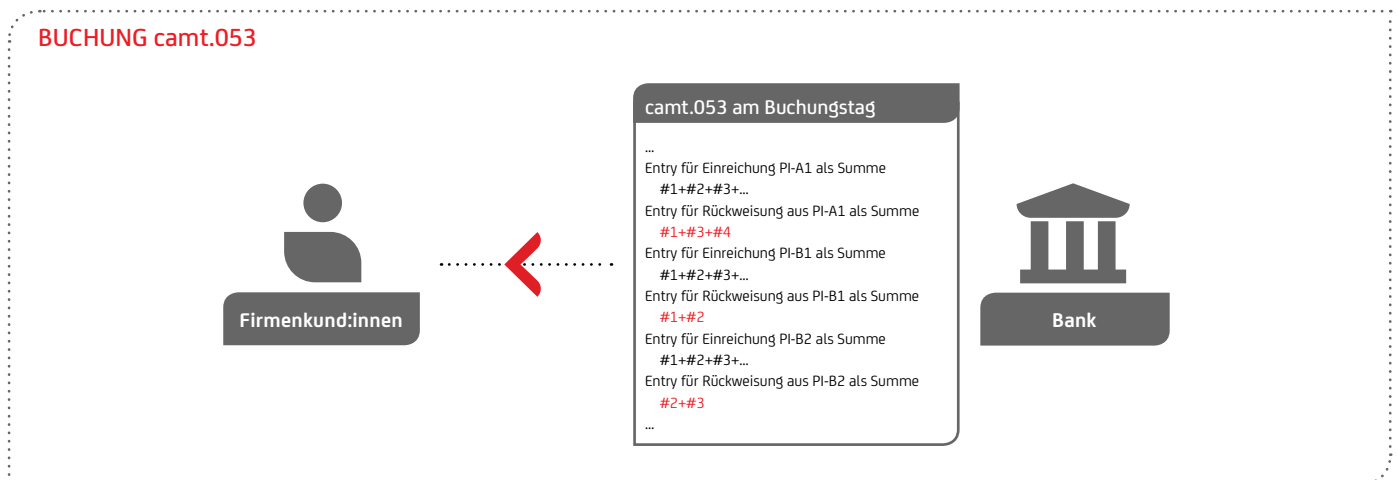 BUCHUNG camt.053
camt.053 am Buchungstag
...
Entry für Einreichung PI-A1 als Summe
#1+#2+#3+...
Entry für Rückweisung aus PI-A1 als Summe
#1+#3+#4
Entry für Einreichung PI-B1 als Summe
#1+#2+#3+...
Entry für Rückweisung aus PI-B1 als Summe
#1+#2
Entry für Einreichung PI-B2 als Summe
#1+#2+#3+...
Entry für Rückweisung aus PI-B2 als Summe
#2+#3
...
Firmenkund:innen
Bank